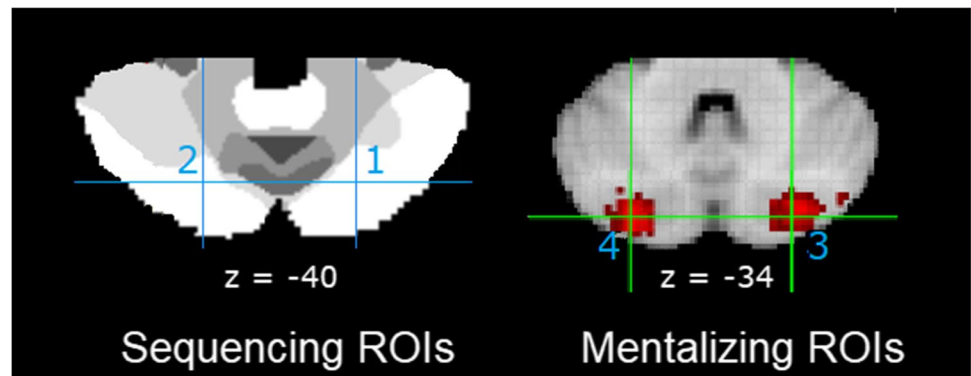 2 1
4 3
z = -40 z = -34
Sequencing ROIs Mentalizing ROIs